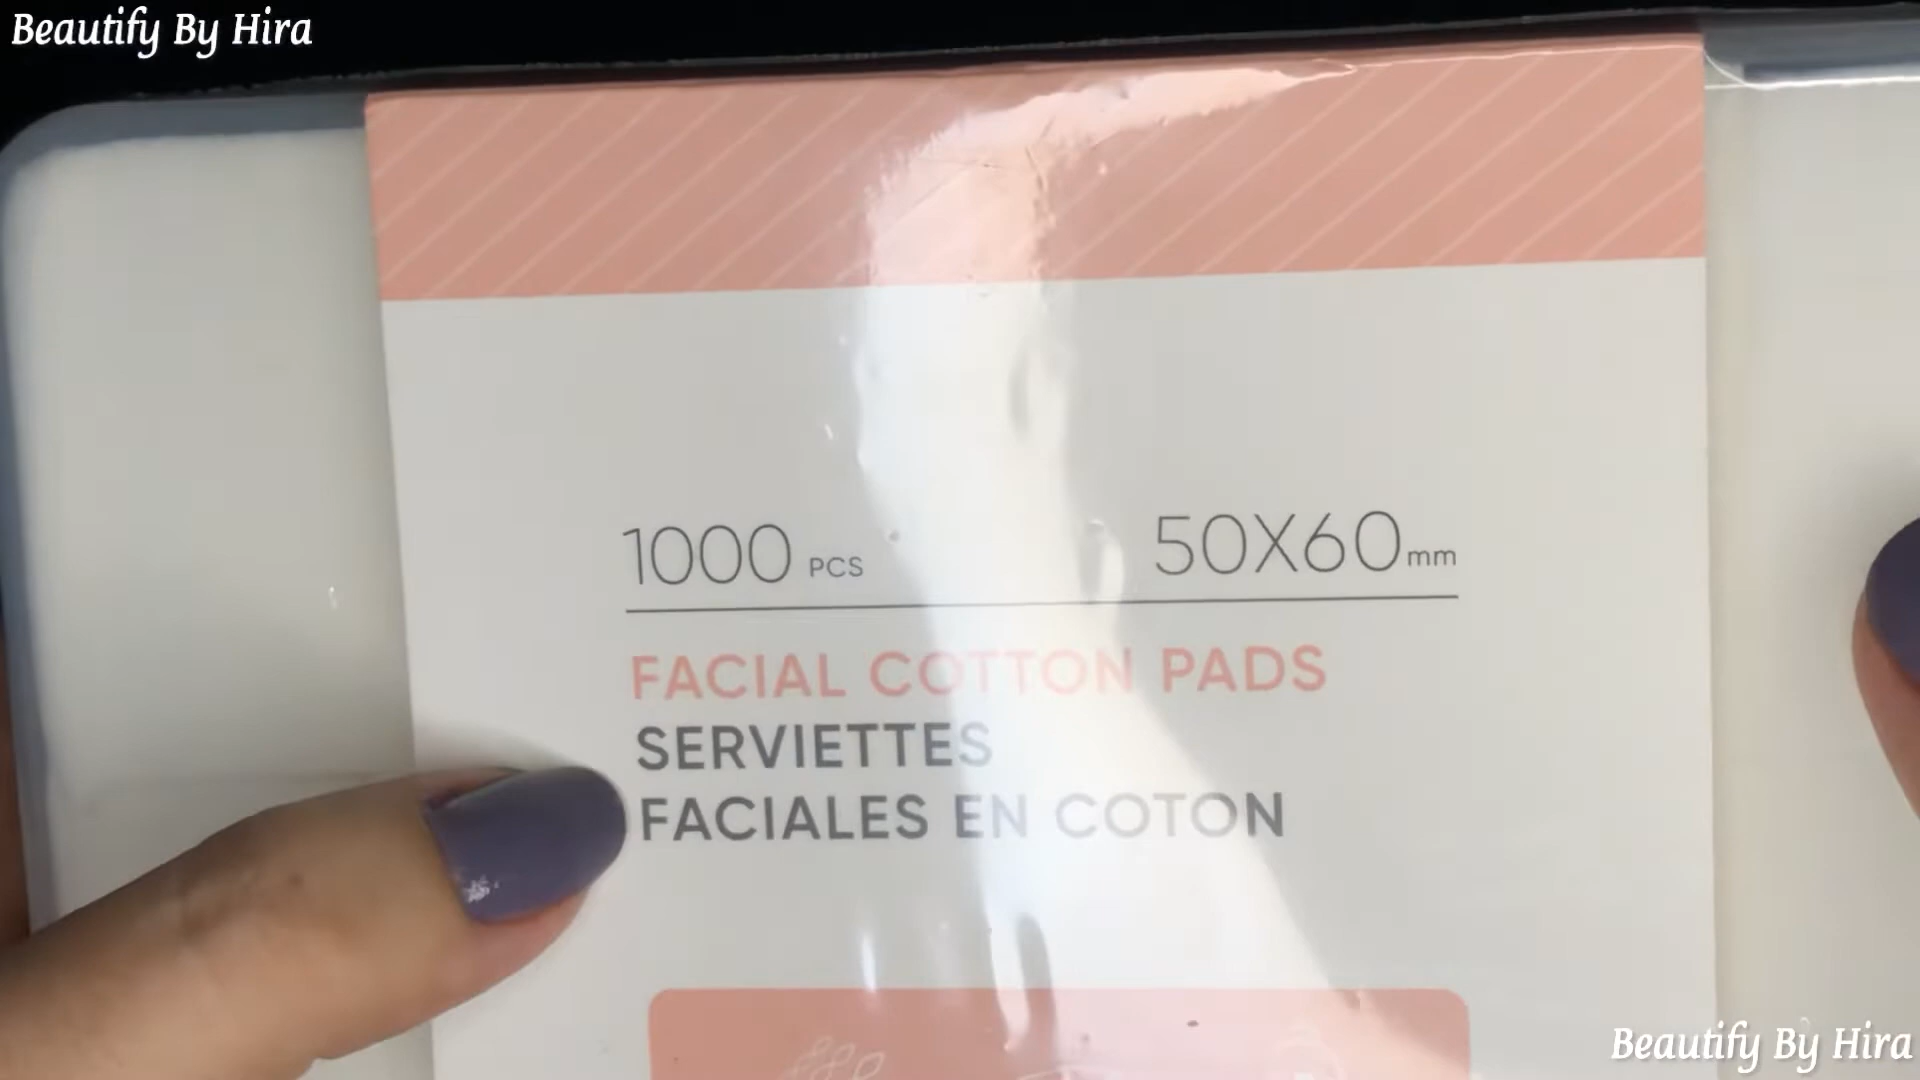 Beautify By Hira
1000 PCS
50X60mm
FACIAL COTTON PADS
SERVIETTES
FACIALES EN COTON
Beautify By Hira